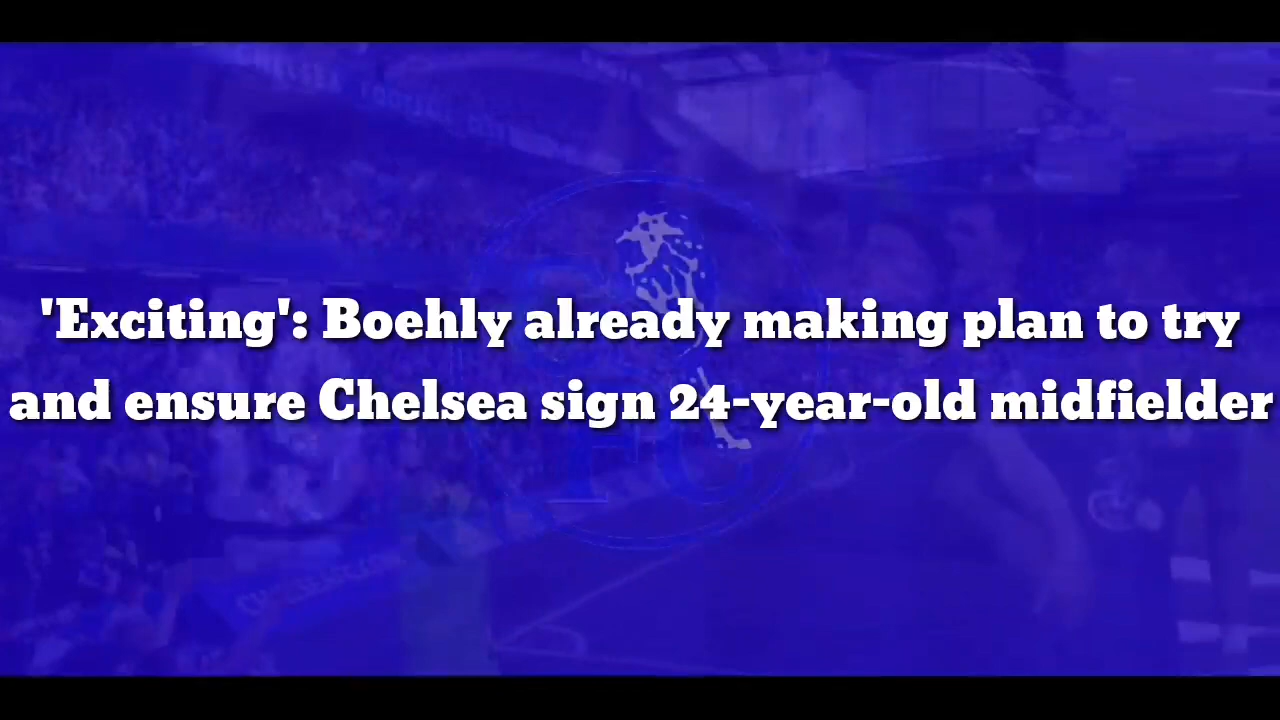 'Exciting': Boehly already making plan to try
and ensure Chelsea sign 24-year-old midfielder